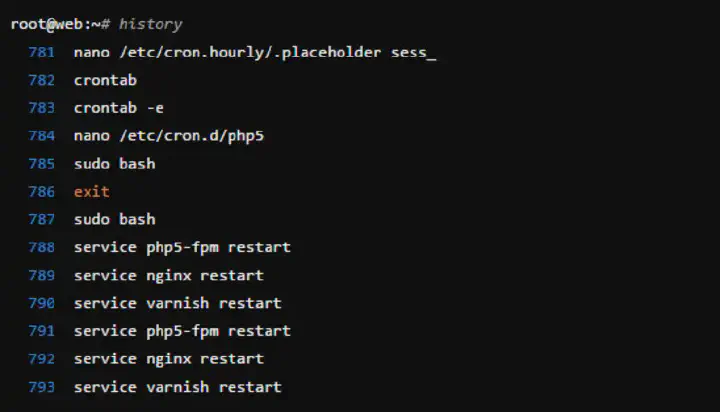 root@web:~# history
781 nano /etc/cron.hourly/.placeholder sess_
782 crontab
783 crontab -e
784 nano /etc/cron.d/php5
785 sudo bash
786 exit
787 sudo bash
788 service php5-fpm restart
789 service nginx restart
790 service varnish restart
791 service php5-fpm restart
792 service nginx restart
793 service varnish restart